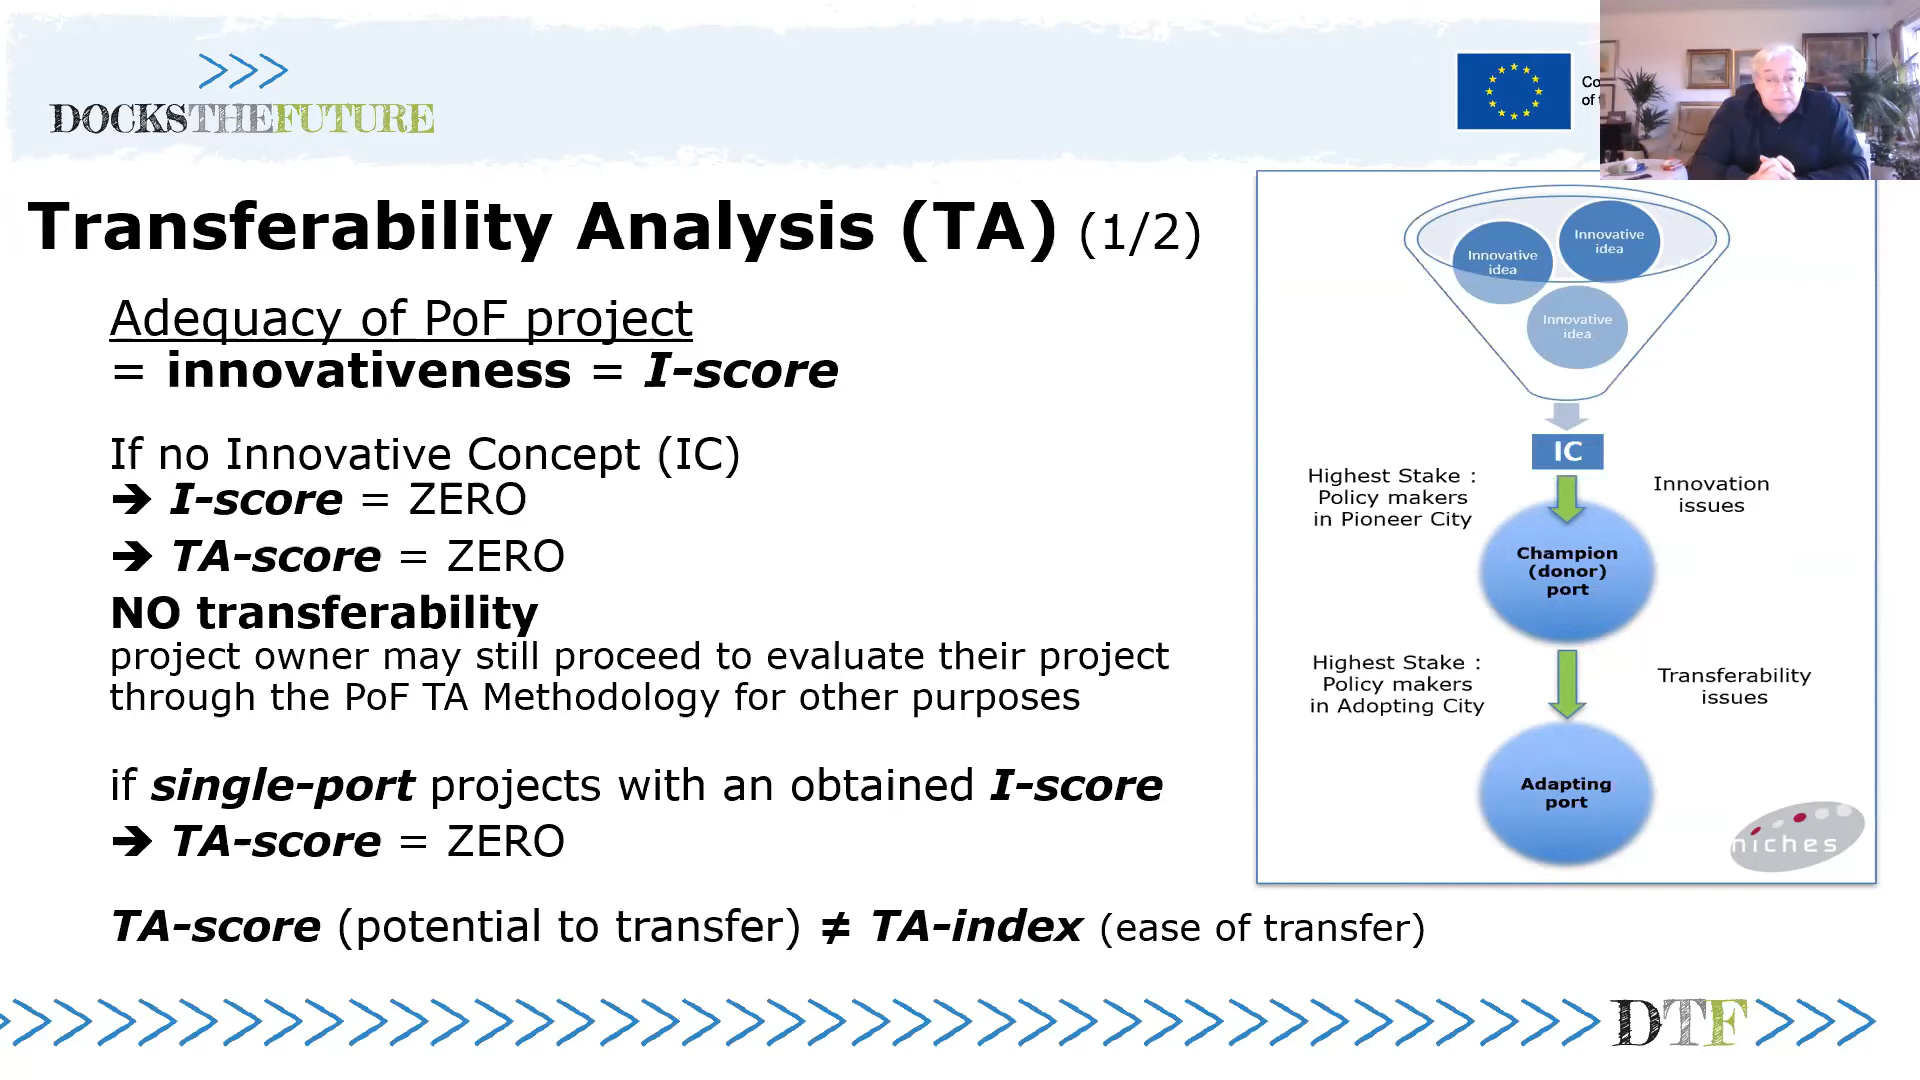 DOCKSTHEFUTURE
Co
of
Transferability Analysis (TA) (1/2)
Adequacy of PoF project
= innovativeness = I-score
If no Innovative Concept (IC)
➔ I-score = ZERO
➔ TA-score = ZERO
NO transferability
project owner may still proceed to evaluate their project
through the PoF TA Methodology for other purposes
if single-port projects with an obtained I-score
➔ TA-score = ZERO
TA-score (potential to transfer) ≠ TA-index (ease of transfer)
Innovative
idea
Innovative
idea
Innovative
idea
IC
Highest Stake :
Policy makers
in Pioneer City
Innovation
issues
Champion
(donor)
port
Highest Stake :
Policy makers
in Adopting City
Transferability
issues
Adapting
port
niches
DTF